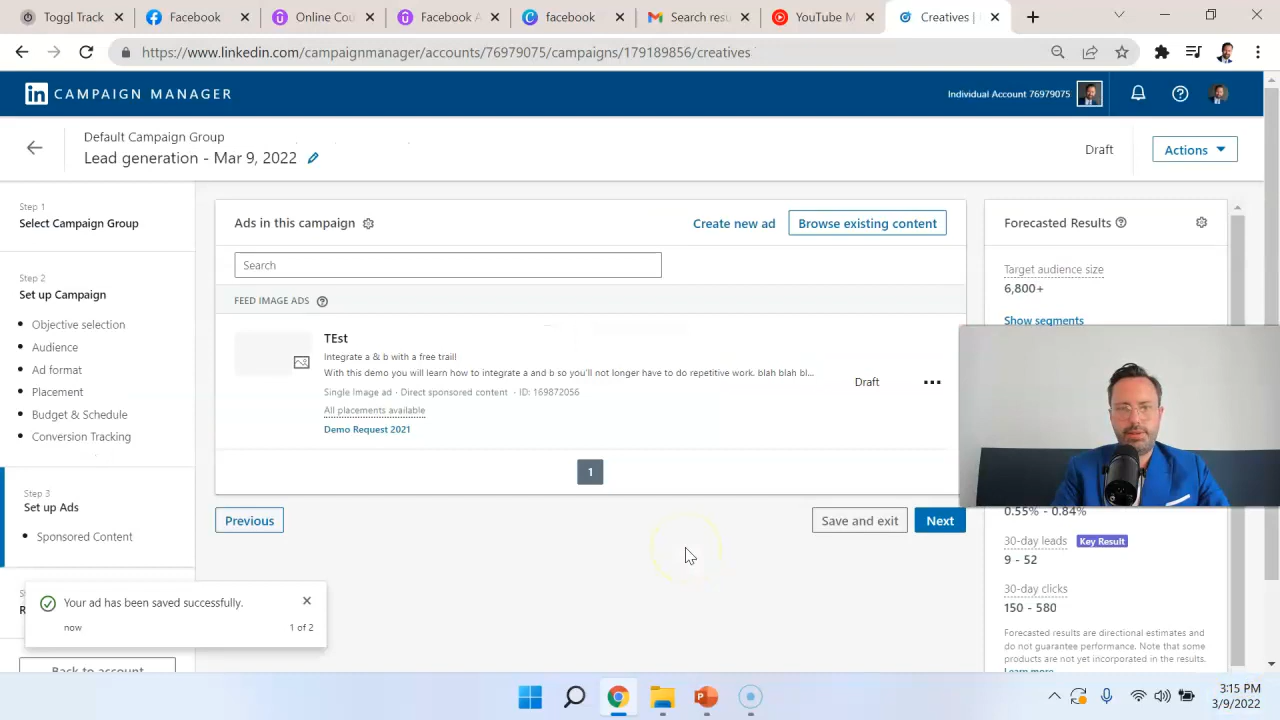 Toggl Track
Facebook
Online Cou
Facebook A
facebook
Search resu
YouTube M
Creatives |
https://www.linkedin.com/campaignmanager/accounts/76979075/campaigns/179189856/creatives
in CAMPAIGN MANAGER
Individual Account 76979075
Default Campaign Group
Lead generation - Mar 9, 2022
Draft
Actions
Step 1
Select Campaign Group
Step 2
Set up Campaign
Objective selection
Audience
Ad format
Placement
Budget & Schedule
Conversion Tracking
Step 3
Set up Ads
Sponsored Content
Ads in this campaign
Create new ad
Browse existing content
Search
FEED IMAGE ADS
TEst
Integrate a & b with a free trail!
With this demo you will learn how to integrate a and b so you'll not longer have to do repetitive work. blah blah bl...
Single Image ad · Direct sponsored content · ID: 169872056
All placements available
Demo Request 2021
Draft
1
Previous
Save and exit
Next
Forecasted Results
Target audience size
6,800+
Show segments
0.55% - 0.84%
30-day leads Key Result
9 - 52
30-day clicks
150 - 580
Forecasted results are directional estimates and
do not guarantee performance. Note that some
products are not yet incorporated in the results.
Learn more
Your ad has been saved successfully.
now
1 of 2
Back to account
3:15 PM
3/9/2022